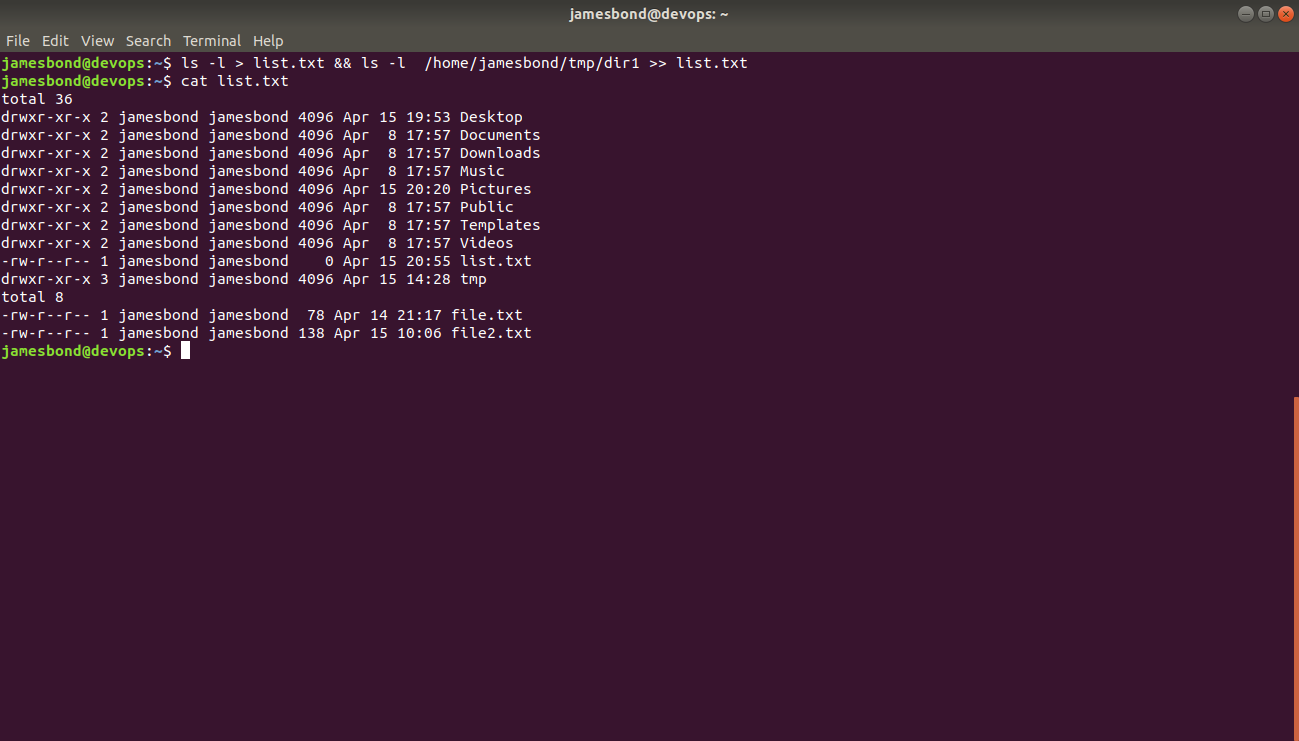 jamesbond@devops: ~
File Edit View Search Terminal Help
jamesbond@devops:~$ ls -l > list.txt && ls -l  /home/jamesbond/tmp/dir1 >> list.txt
jamesbond@devops:~$ cat list.txt
total 36
drwxr-xr-x 2 jamesbond jamesbond 4096 Apr 15 19:53 Desktop
drwxr-xr-x 2 jamesbond jamesbond 4096 Apr  8 17:57 Documents
drwxr-xr-x 2 jamesbond jamesbond 4096 Apr  8 17:57 Downloads
drwxr-xr-x 2 jamesbond jamesbond 4096 Apr  8 17:57 Music
drwxr-xr-x 2 jamesbond jamesbond 4096 Apr 15 20:20 Pictures
drwxr-xr-x 2 jamesbond jamesbond 4096 Apr  8 17:57 Public
drwxr-xr-x 2 jamesbond jamesbond 4096 Apr  8 17:57 Templates
drwxr-xr-x 2 jamesbond jamesbond 4096 Apr  8 17:57 Videos
-rw-r--r-- 1 jamesbond jamesbond    0 Apr 15 20:55 list.txt
drwxr-xr-x 3 jamesbond jamesbond 4096 Apr 15 14:28 tmp
total 8
-rw-r--r-- 1 jamesbond jamesbond  78 Apr 14 21:17 file.txt
-rw-r--r-- 1 jamesbond jamesbond 138 Apr 15 10:06 file2.txt
jamesbond@devops:~$